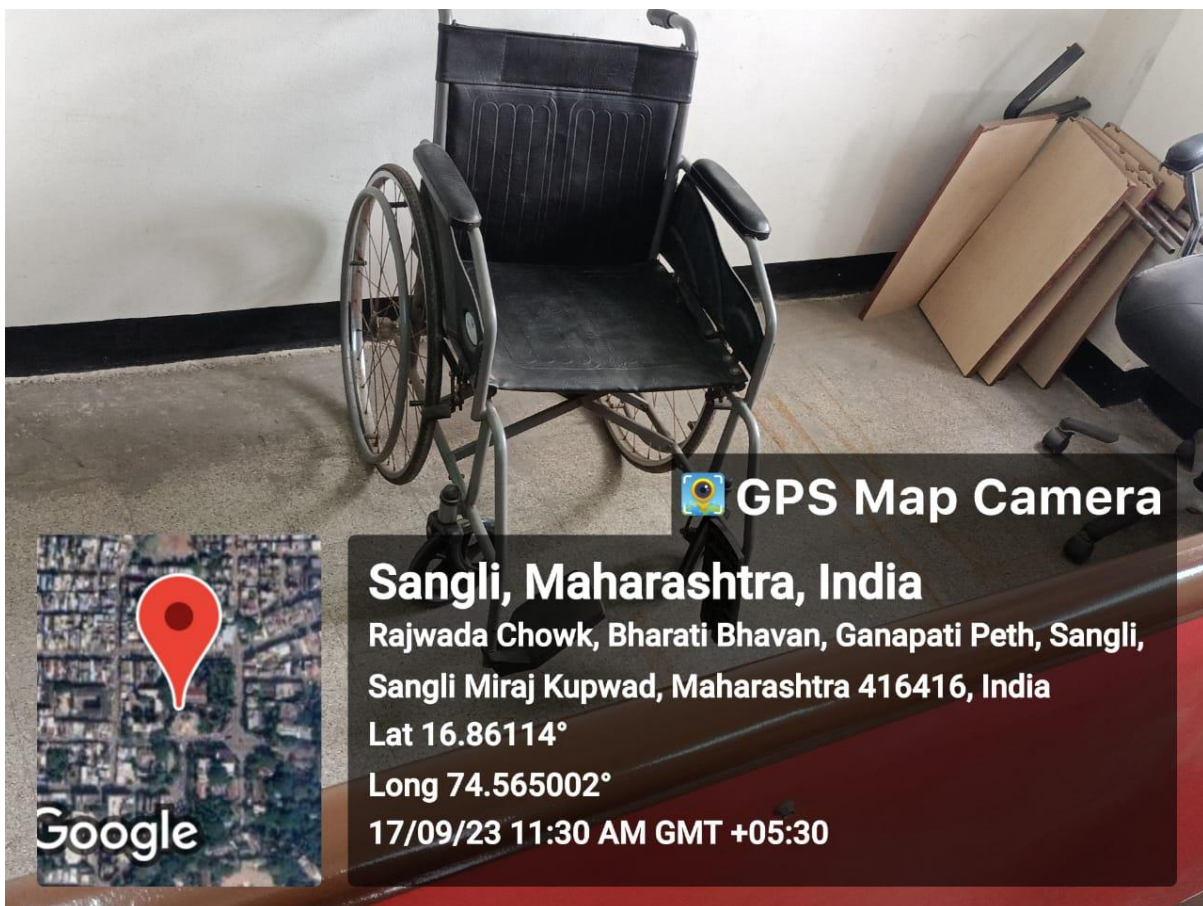 GPS Map Camera
Sangli, Maharashtra, India
Rajwada Chowk, Bharati Bhavan, Ganapati Peth, Sangli,
Sangli Miraj Kupwad, Maharashtra 416416, India
Lat 16.86114°
Long 74.565002°
17/09/23 11:30 AM GMT +05:30
Google